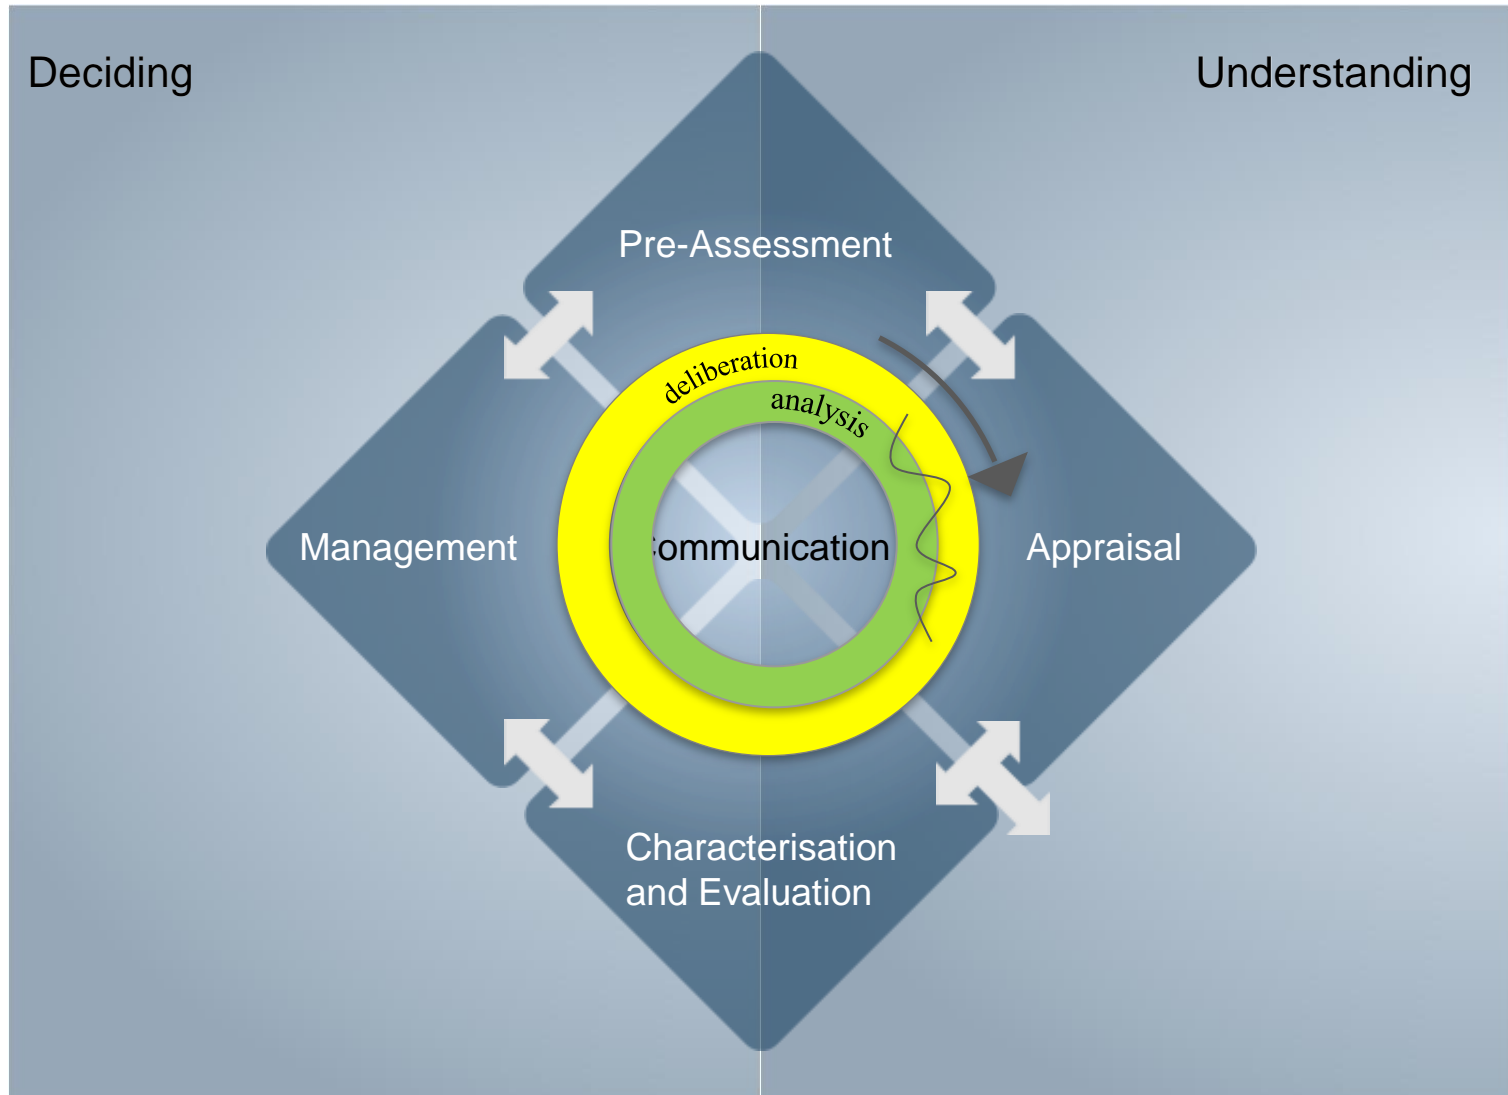 Deciding
Understanding
Pre-Assessment
deliberation
analysis
Management
ommunication
Appraisal
Characterisation
and Evaluation